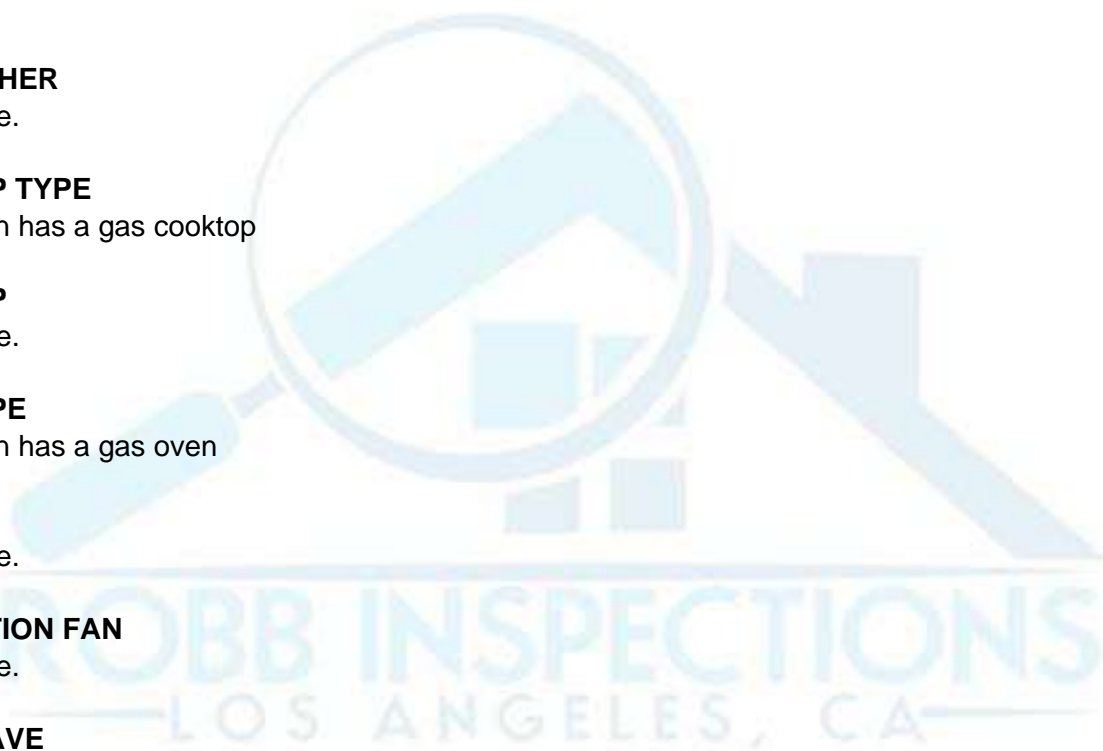 HER
e.
P TYPE
n has a gas cooktop
P
e.
PE
n has a gas oven
e.
TION FAN
e.
AVE
ROBB INSPECTIONS
LOS ANGELES, CA